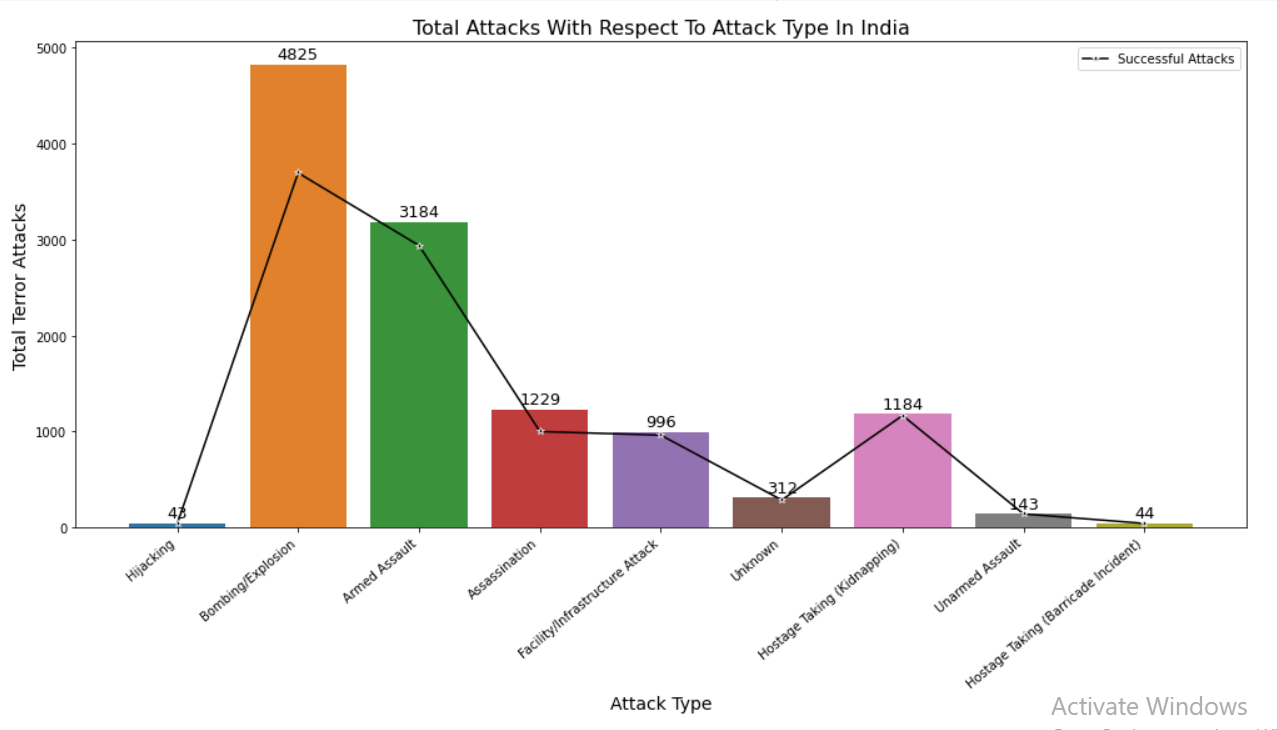 Total Attacks With Respect To Attack Type In India
Successful Attacks
Total Terror Attacks
5000
4000
3000
2000
1000
0
43
4825
3184
1229
996
312
1184
143
44
Hijacking
Bombing/Explosion
Armed Assault
Assassination
Facility/Infrastructure Attack
Unknown
Hostage Taking (Kidnapping)
Unarmed Assault
Hostage Taking (Barricade Incident)
Attack Type
Activate Windows